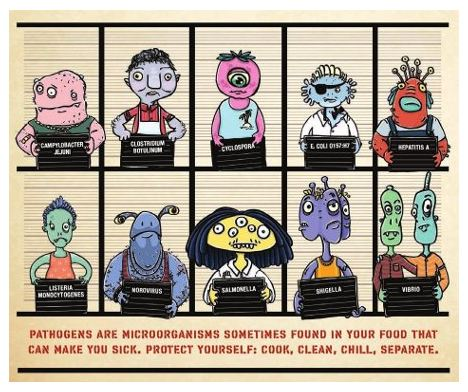 CAMPYLOBACTER
JEJUNI
CLOSTRIDIUM
BOTULINUM
CYCLOSPORA
E. COLI 0157:H7
HEPATITIS A
LISTERIA
MONOCYTOGENES
NOROVIRUS
SALMONELLA
SHIGELLA
VIBRIO
PATHOGENS ARE MICROORGANISMS SOMETIMES FOUND IN YOUR FOOD THAT
CAN MAKE YOU SICK. PROTECT YOURSELF: COOK, CLEAN, CHILL, SEPARATE.